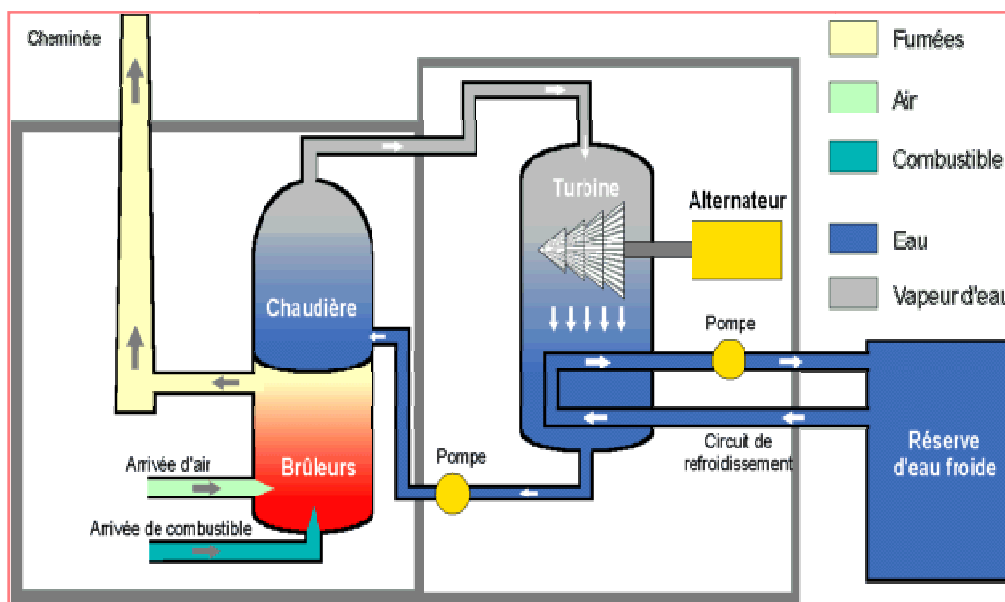 Cheminée
Fumées
Air
Combustible
Eau
Vapeur d'eau
Turbine
Alternateur
Chaudière
Pompe
Circuit de
refroidissement
Réserve
d'eau froide
Brûleurs
Pompe
Arrivée d'air
Arrivée de combustible